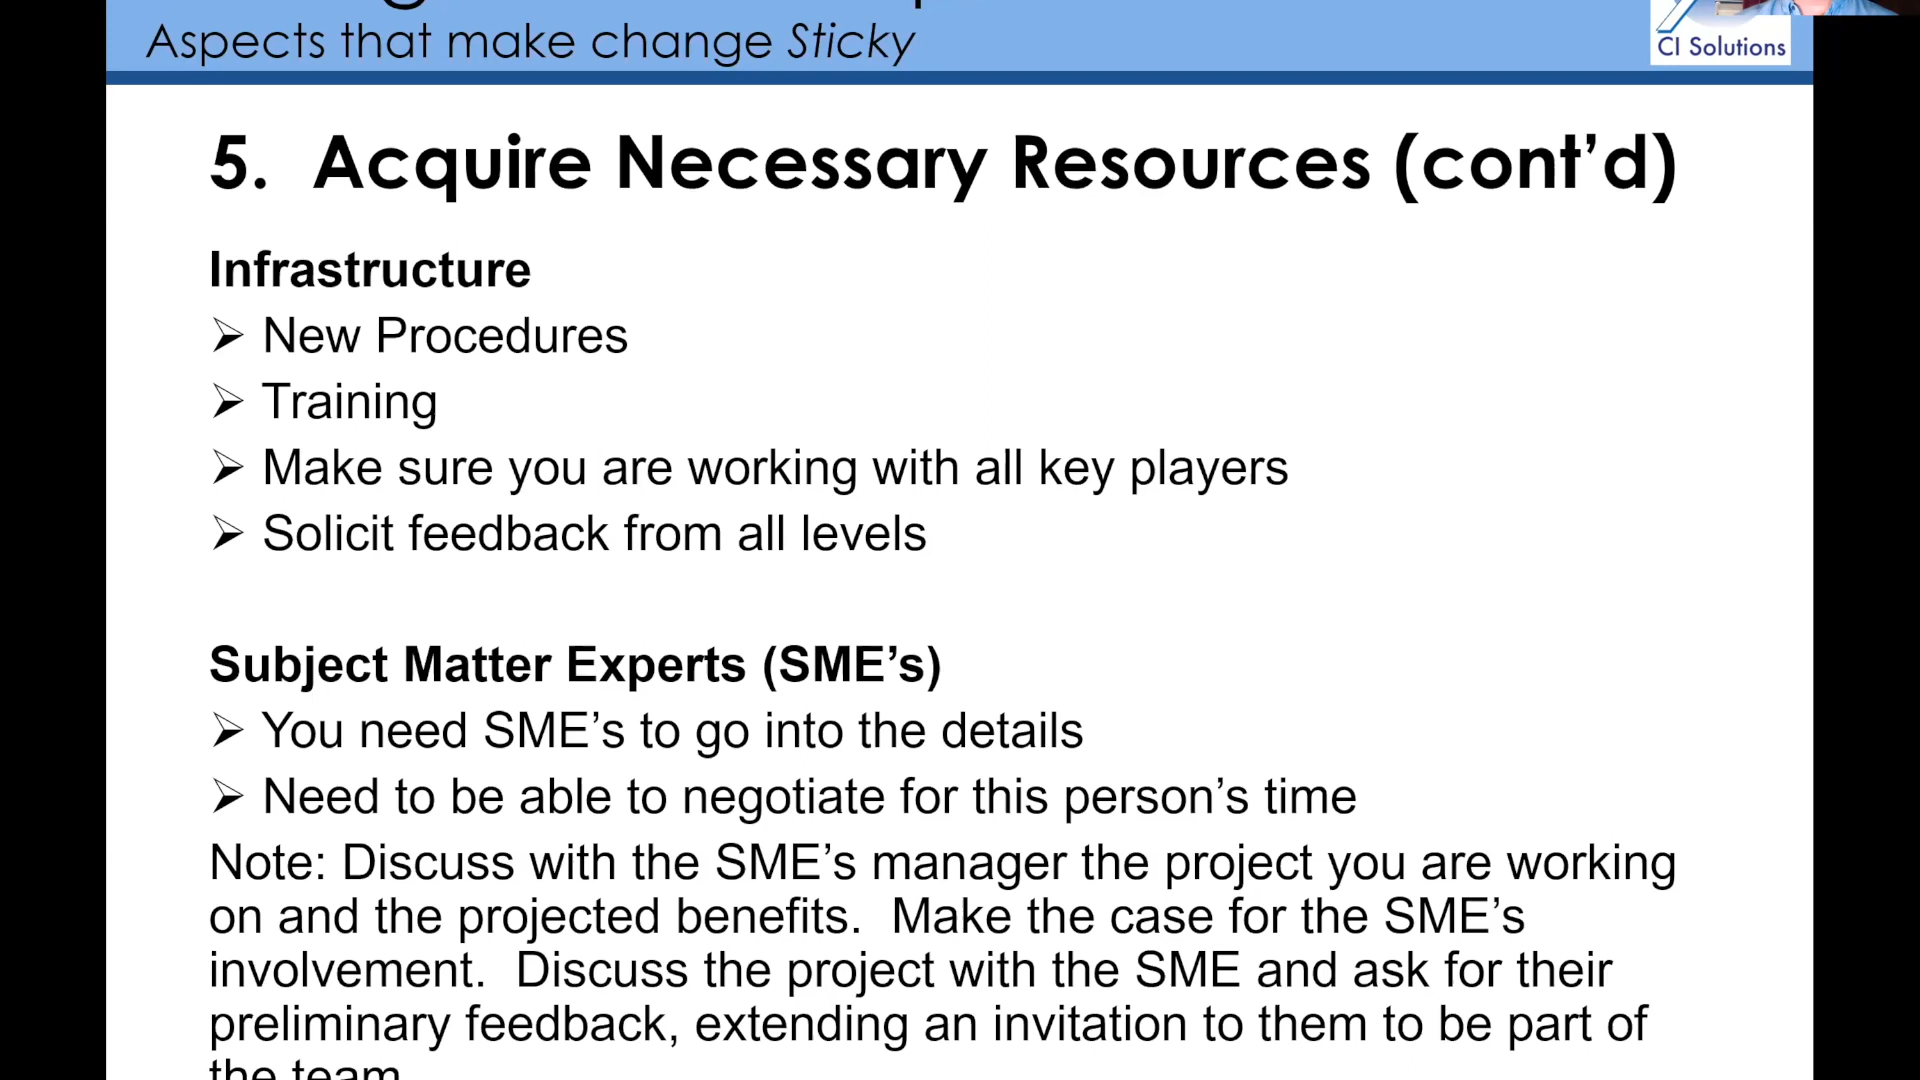 Aspects that make change Sticky
CI Solutions
5. Acquire Necessary Resources (cont’d)
Infrastructure
➢ New Procedures
➢ Training
➢ Make sure you are working with all key players
➢ Solicit feedback from all levels
Subject Matter Experts (SME’s)
➢ You need SME’s to go into the details
➢ Need to be able to negotiate for this person’s time
Note: Discuss with the SME’s manager the project you are working
on and the projected benefits.  Make the case for the SME’s
involvement.  Discuss the project with the SME and ask for their
preliminary feedback, extending an invitation to them to be part of
the team